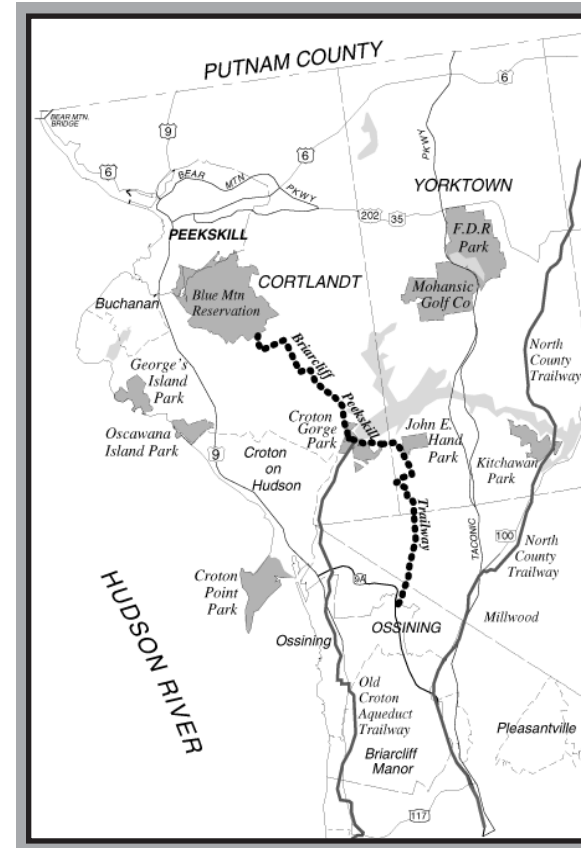 PUTNAM COUNTY
6
BEAR MTN.
BRIDGE
9
6
6
BEAR MTN PKWY
PKWY
YORKTOWN
202 35
F.D.R
Park
PEEKSKILL
CORTLANDT
Blue Mtn
Reservation
Mohansic
Golf Co
Buchanan
North
County
Trailway
George's
Island
Park
Briarcliff
Peekskill
Trailway
Croton
Gorge
Park
John E.
Hand
Park
Oscawana
Island Park
9
Croton
on
Hudson
Kitchawan
Park
TACONIC
100
North
County
Trailway
Croton
Point
Park
9A
HUDSON RIVER
Ossining
OSSINING
Millwood
Old
Croton
Aqueduct
Trailway
Pleasantville
Briarcliff
Manor
117